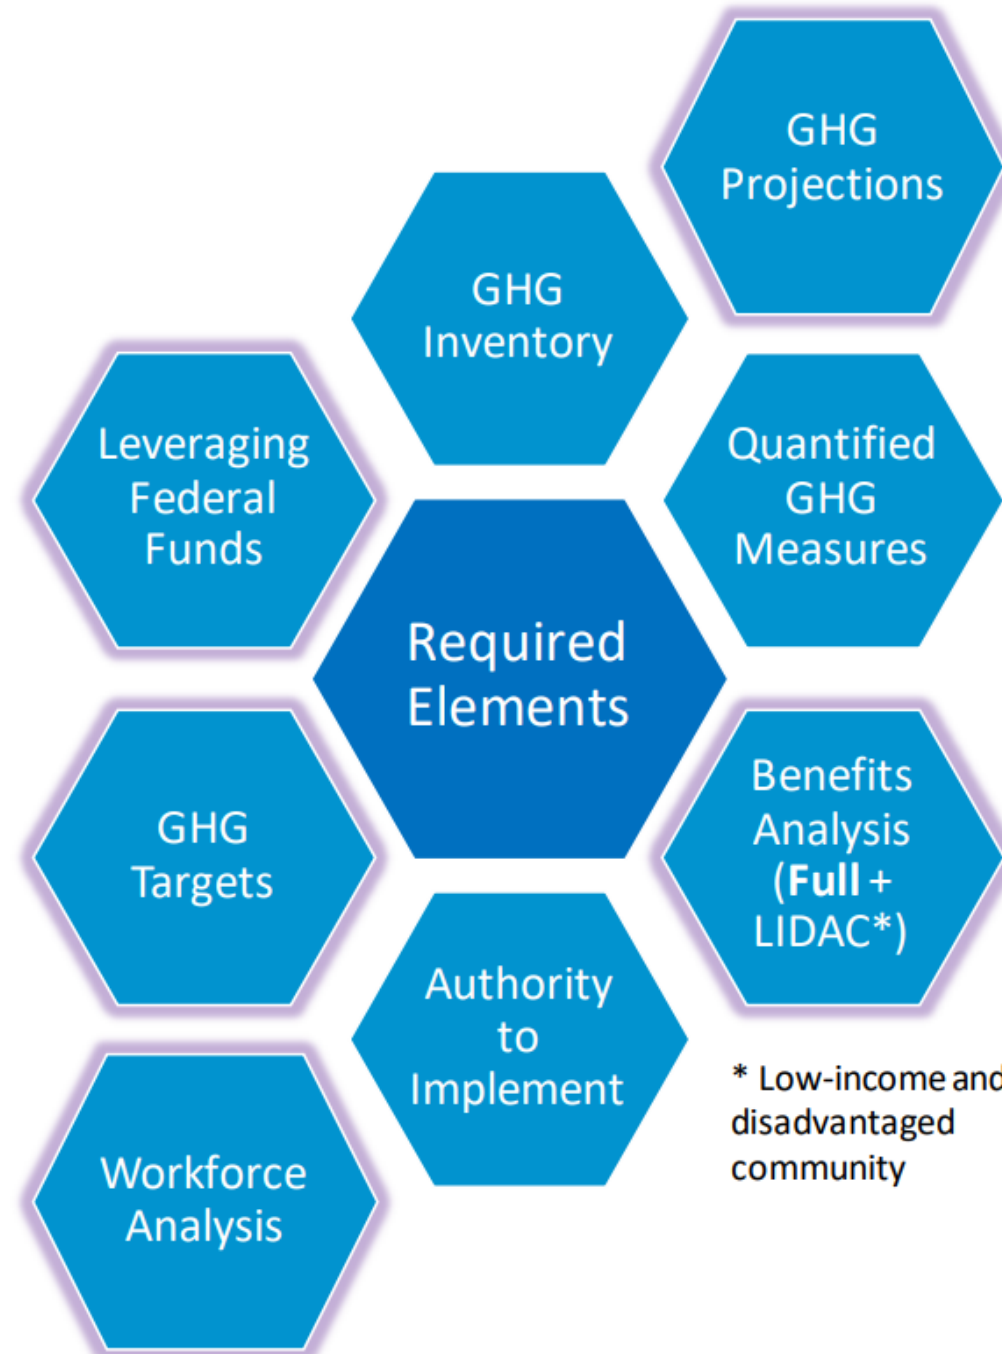 GHG
Projections
GHG
Inventory
Leveraging
Federal
Funds
Quantified
GHG
Measures
Required
Elements
GHG
Targets
Benefits
Analysis
(Full +
LIDAC*)
Authority
to
Implement
* Low-income and
disadvantaged
community
Workforce
Analysis